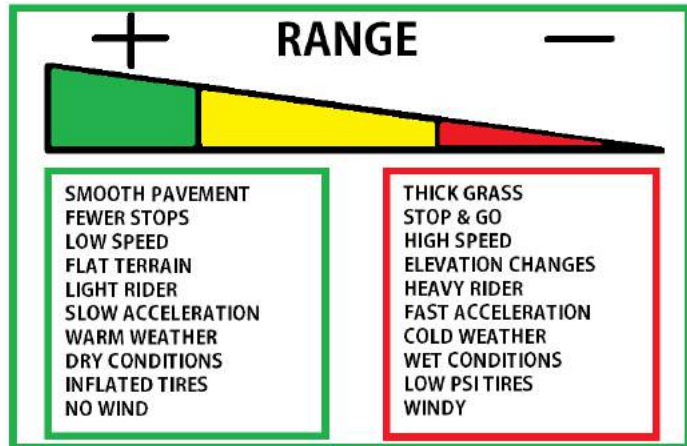 + RANGE —
SMOOTH PAVEMENT
FEWER STOPS
LOW SPEED
FLAT TERRAIN
LIGHT RIDER
SLOW ACCELERATION
WARM WEATHER
DRY CONDITIONS
INFLATED TIRES
NO WIND
THICK GRASS
STOP & GO
HIGH SPEED
ELEVATION CHANGES
HEAVY RIDER
FAST ACCELERATION
COLD WEATHER
WET CONDITIONS
LOW PSI TIRES
WINDY